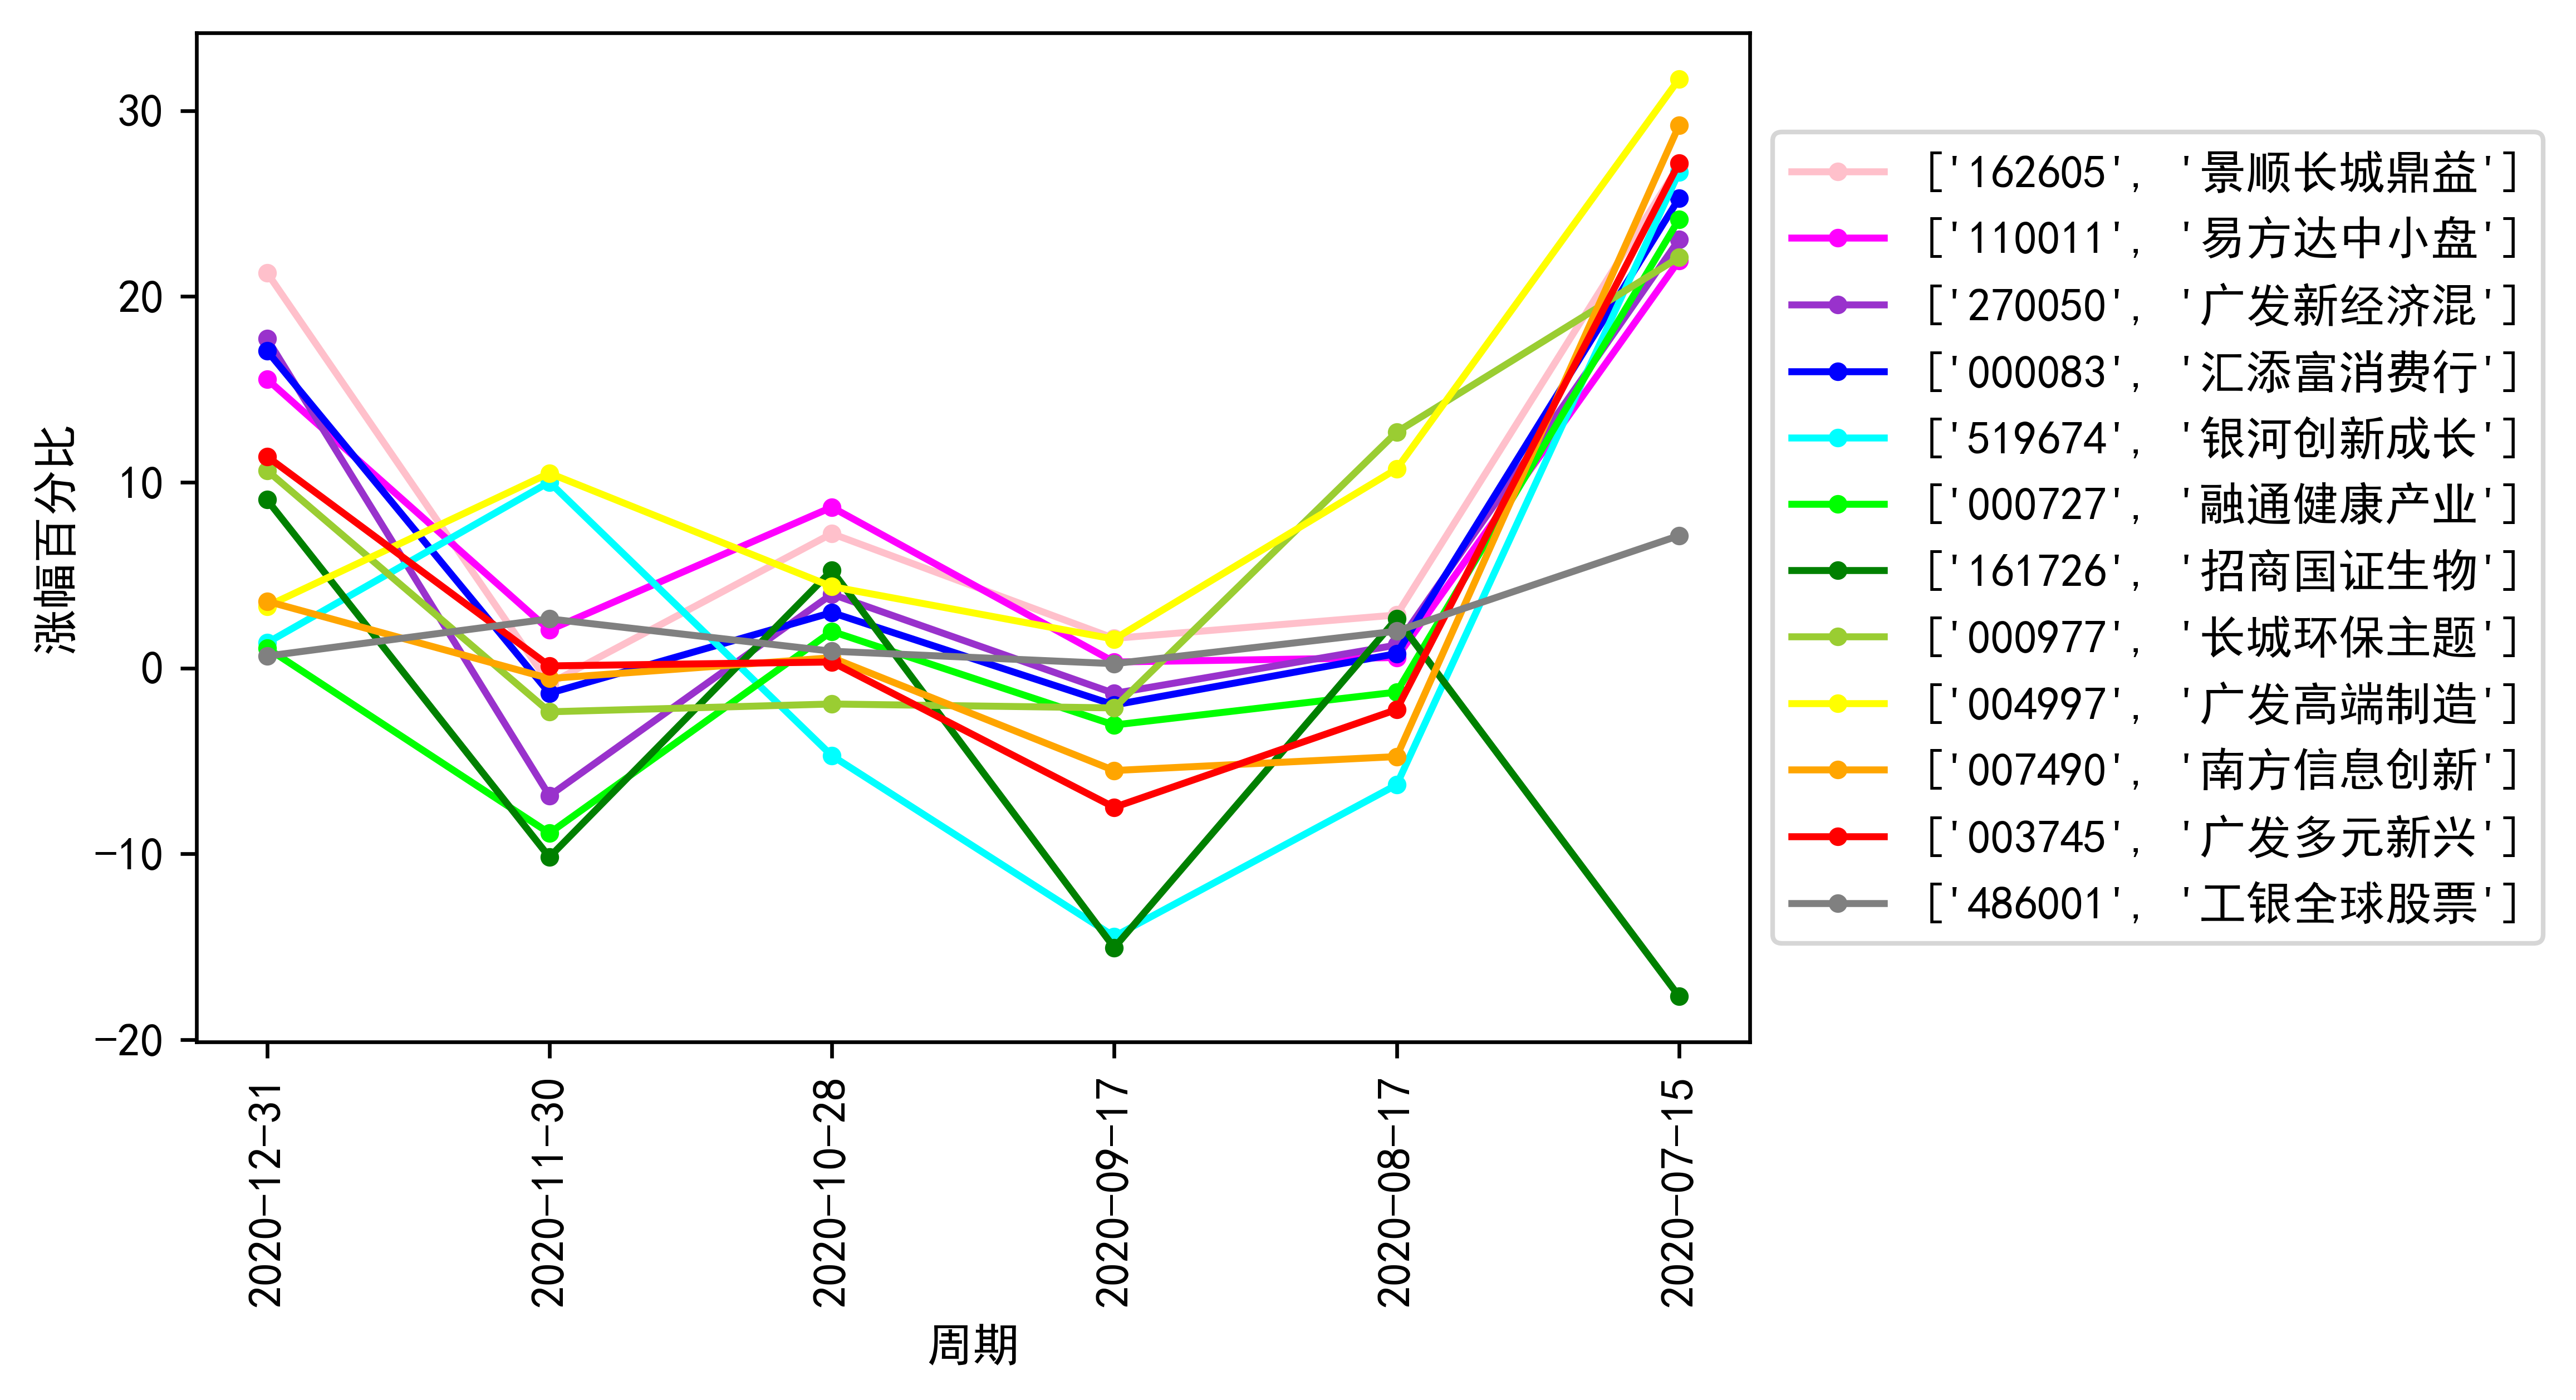 涨幅百分比
30
20
10
0
-10
-20
2020-12-31
2020-11-30
2020-10-28
2020-09-17
2020-08-17
2020-07-15
周期
['162605', '景顺长城鼎益']
['110011', '易方达中小盘']
['270050', '广发新经济混']
['000083', '汇添富消费行']
['519674', '银河创新成长']
['000727', '融通健康产业']
['161726', '招商国证生物']
['000977', '长城环保主题']
['004997', '广发高端制造']
['007490', '南方信息创新']
['003745', '广发多元新兴']
['486001', '工银全球股票']